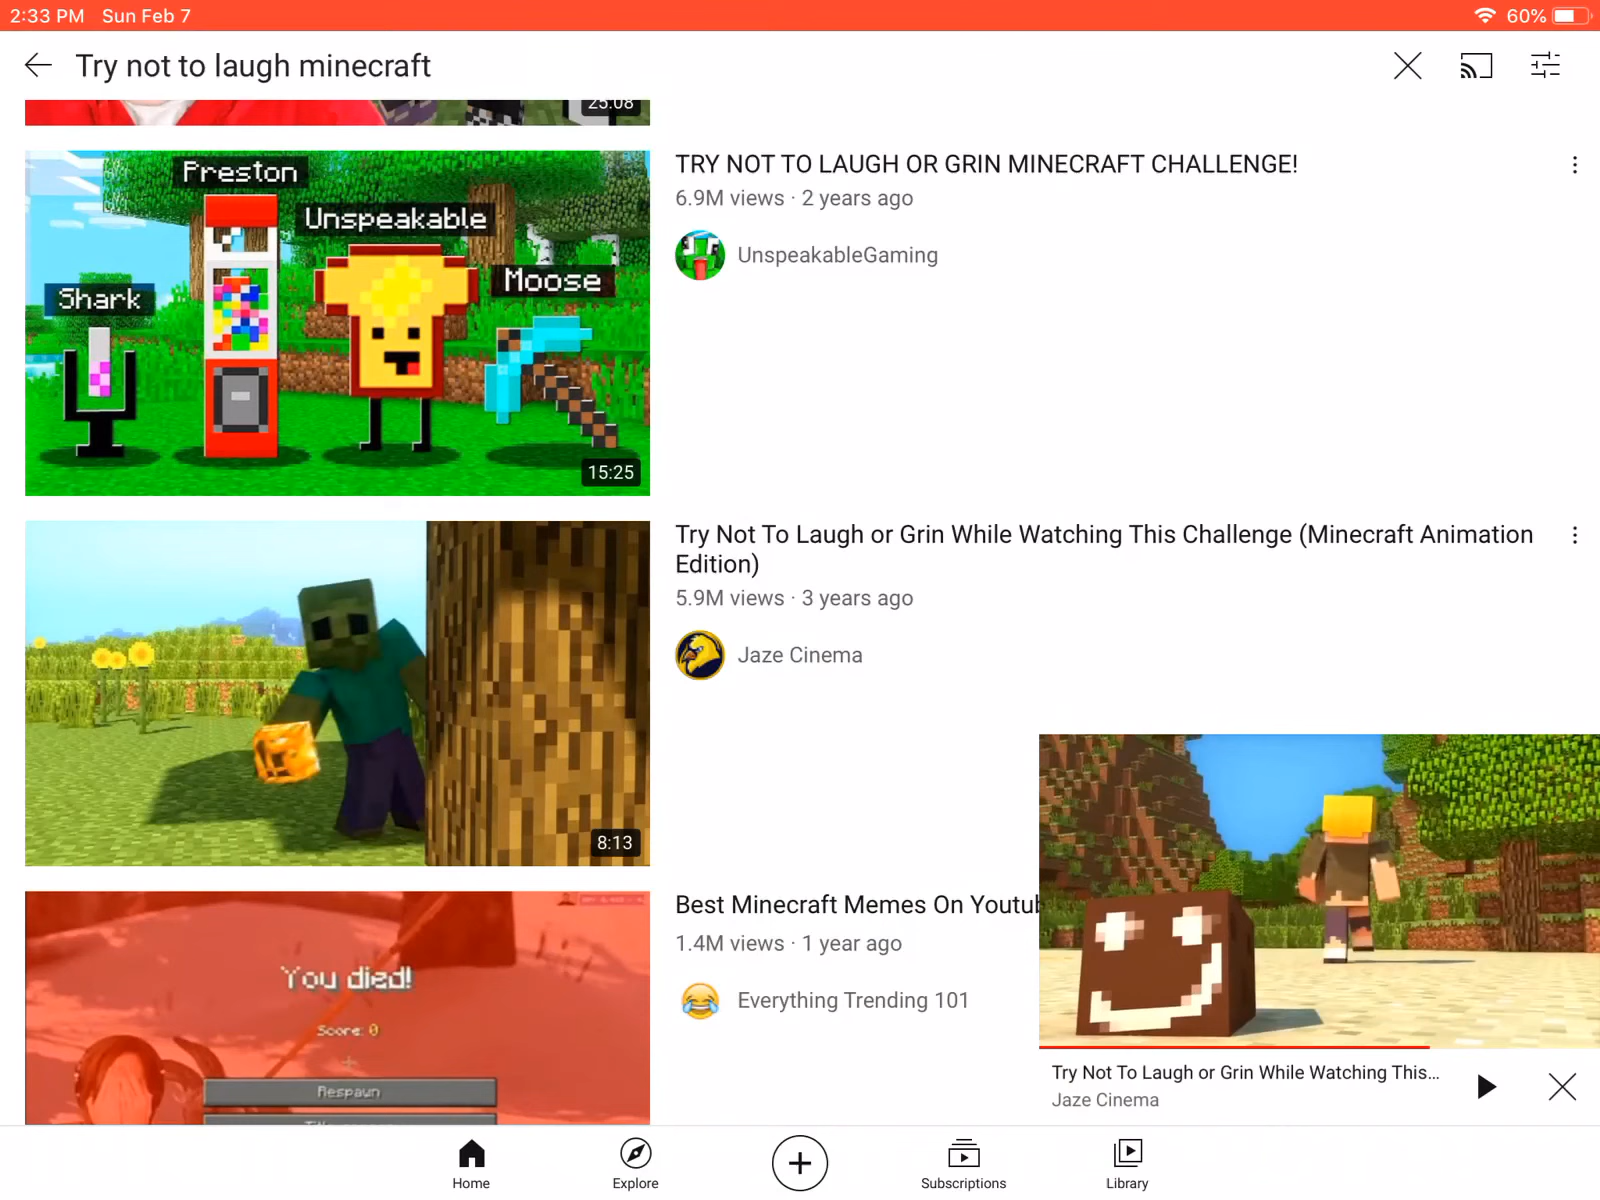 2:33 PM Sun Feb 7
60%
Try not to laugh minecraft
25:08
Preston
Unspeakable
Moose
Shark
15:25
TRY NOT TO LAUGH OR GRIN MINECRAFT CHALLENGE!
6.9M views · 2 years ago
UnspeakableGaming
8:13
Try Not To Laugh or Grin While Watching This Challenge (Minecraft Animation
Edition)
5.9M views · 3 years ago
Jaze Cinema
You died!
Score: 0
Respawn
Best Minecraft Memes On Youtub
1.4M views · 1 year ago
Everything Trending 101
Try Not To Laugh or Grin While Watching This...
Jaze Cinema
Home
Explore
Subscriptions
Library